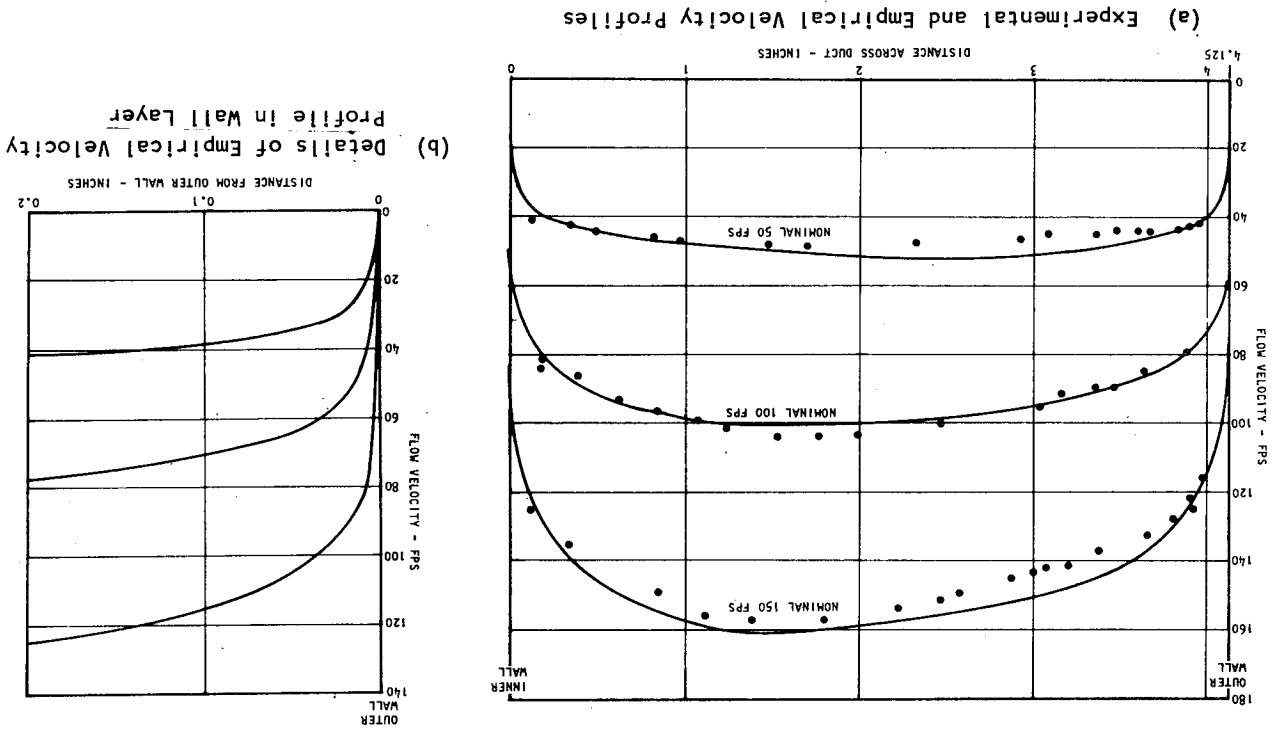 OUTER
WALL
INNER
WALL
180
160
140
120
100
80
60
40
20
0
FLOW VELOCITY - FPS
NOMINAL 150 FPS
NOMINAL 100 FPS
NOMINAL 50 FPS
4.125
4
3
2
1
0
DISTANCE ACROSS DUCT - INCHES
(a) Experimental and Empirical Velocity Profiles
OUTER
WALL
140
120
100
80
60
40
20
0
FLOW VELOCITY - FPS
0
0.1
0.2
DISTANCE FROM OUTER WALL - INCHES
(b) Details of Empirical Velocity
Profile in Wall Layer